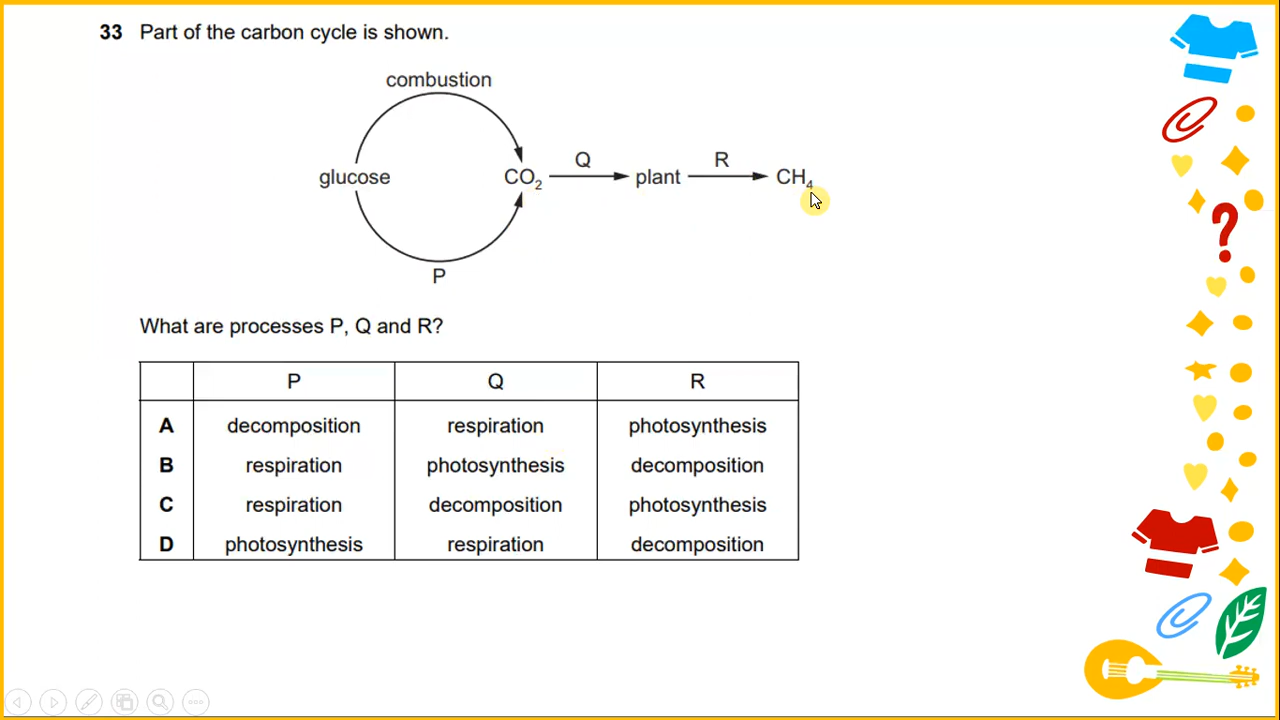 33 Part of the carbon cycle is shown.
combustion
glucose
CO₂
Q
plant
R
CH₄
P
What are processes P, Q and R?
P Q R
A decomposition respiration photosynthesis
B respiration photosynthesis decomposition
C respiration decomposition photosynthesis
D photosynthesis respiration decomposition
?